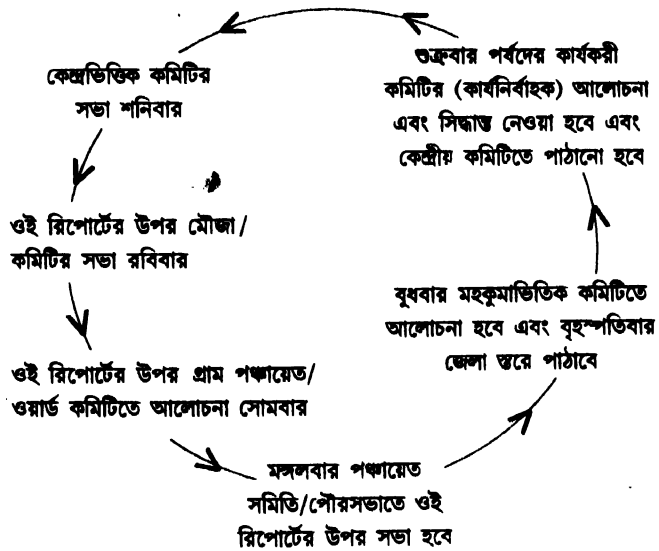 কেন্দ্রভিত্তিক কমিটির
সভা শনিবার
ওই রিপোর্টের উপর মৌজা/
কমিটির সভা রবিবার
ওই রিপোর্টের উপর গ্রাম পঞ্চায়েত/
ওয়ার্ড কমিটিতে আলোচনা সোমবার
মঙ্গলবার পঞ্চায়েত
সমিতি/পৌরসভাতে ওই
রিপোর্টের উপর সভা হবে
বুধবার মহকুমাভিতিক কমিটিতে
আলোচনা হবে এবং বৃহস্পতিবার
জেলা স্তরে পাঠাবে
শুক্রবার পর্ষদের কার্যকরী
কমিটির (কার্যনির্বাহক) আলোচনা
এবং সিদ্ধান্ত নেওয়া হবে এবং
কেন্দ্রীয় কমিটিতে পাঠানো হবে